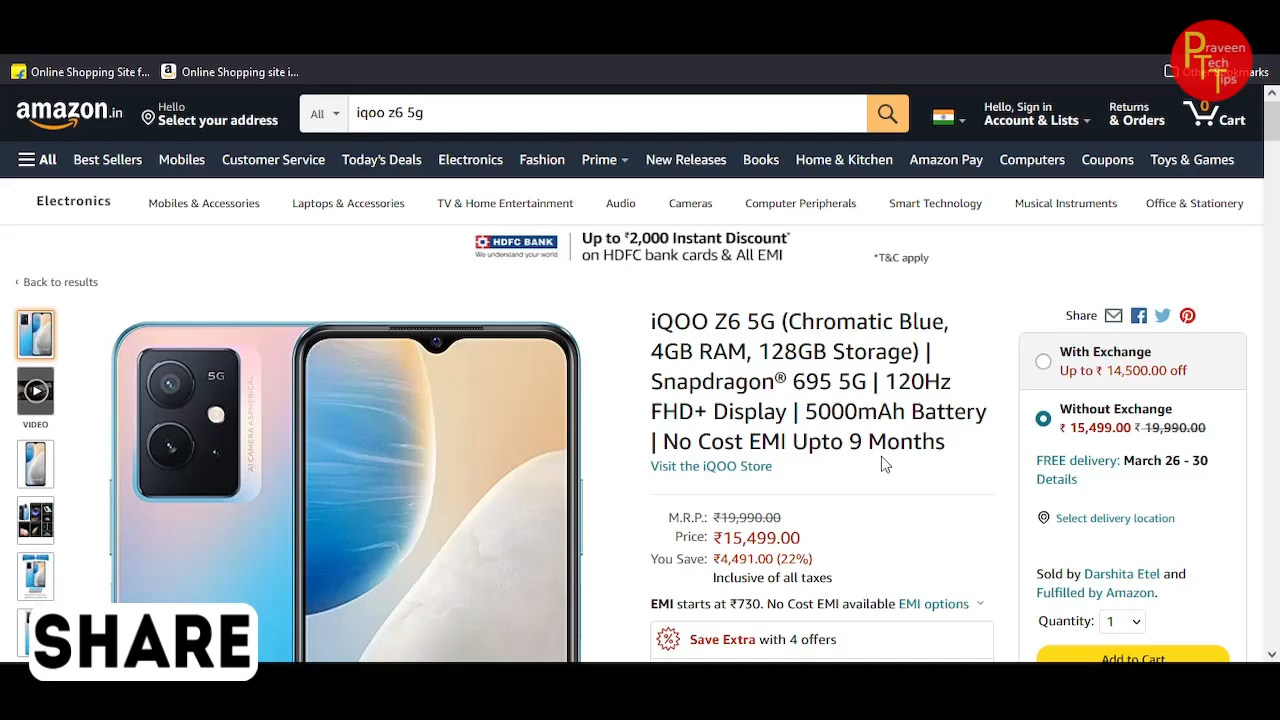 Praveen
Tech
Tips
Online Shopping Site f...
Online Shopping site i...
Other bookmarks
amazon.in
Hello
Select your address
All
iqoo z6 5g
Hello, Sign in
Account & Lists
Returns
& Orders
0
Cart
All
Best Sellers
Mobiles
Customer Service
Today's Deals
Electronics
Fashion
Prime
New Releases
Books
Home & Kitchen
Amazon Pay
Computers
Coupons
Toys & Games
Electronics
Mobiles & Accessories
Laptops & Accessories
TV & Home Entertainment
Audio
Cameras
Computer Peripherals
Smart Technology
Musical Instruments
Office & Stationery
HDFC BANK
We understand your world
Up to ₹2,000 Instant Discount*
on HDFC bank cards & All EMI
*T&C apply
‹ Back to results
VIDEO
5G
AI CAMERA ASPHERICAL
iQOO Z6 5G (Chromatic Blue,
4GB RAM, 128GB Storage) |
Snapdragon® 695 5G | 120Hz
FHD+ Display | 5000mAh Battery
| No Cost EMI Upto 9 Months
Visit the iQOO Store
M.R.P.: ₹19,990.00
Price: ₹15,499.00
You Save: ₹4,491.00 (22%)
Inclusive of all taxes
EMI starts at ₹730. No Cost EMI available EMI options
Save Extra with 4 offers
Share
With Exchange
Up to ₹ 14,500.00 off
Without Exchange
₹ 15,499.00 ₹ 19,990.00
FREE delivery: March 26 - 30
Details
Select delivery location
Sold by Darshita Etel and
Fulfilled by Amazon.
Quantity: 1
Add to Cart
SHARE